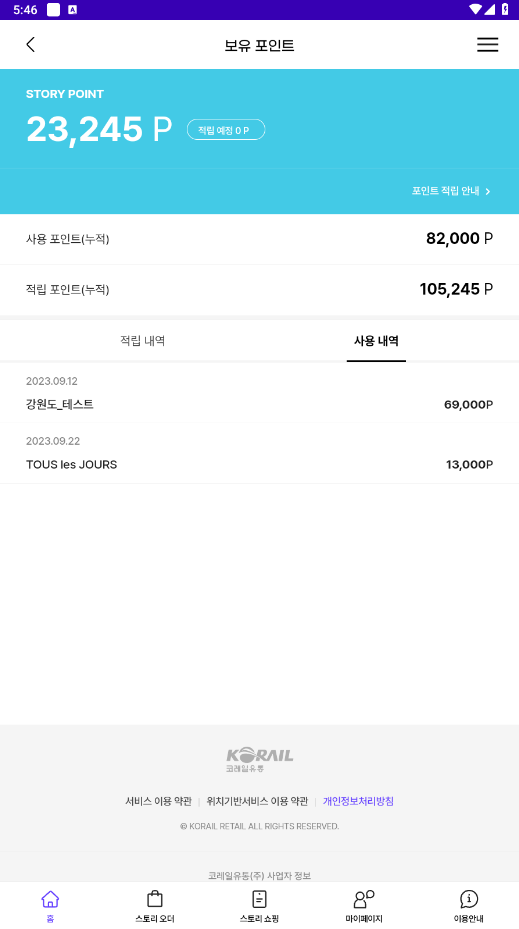 5:46
A
보유 포인트
STORY POINT
23,245 P
적립 예정 0 P
포인트 적립 안내
사용 포인트(누적) 82,000 P
적립 포인트(누적) 105,245 P
적립 내역 사용 내역
2023.09.12
강원도_테스트 69,000P
2023.09.22
TOUS les JOURS 13,000P
KORAIL
코레일유통
서비스 이용 약관 | 위치기반서비스 이용 약관 | 개인정보처리방침
© KORAIL RETAIL ALL RIGHTS RESERVED.
코레일유통(주) 사업자 정보
홈 스토리 오더 스토리 쇼핑 마이페이지 이용안내